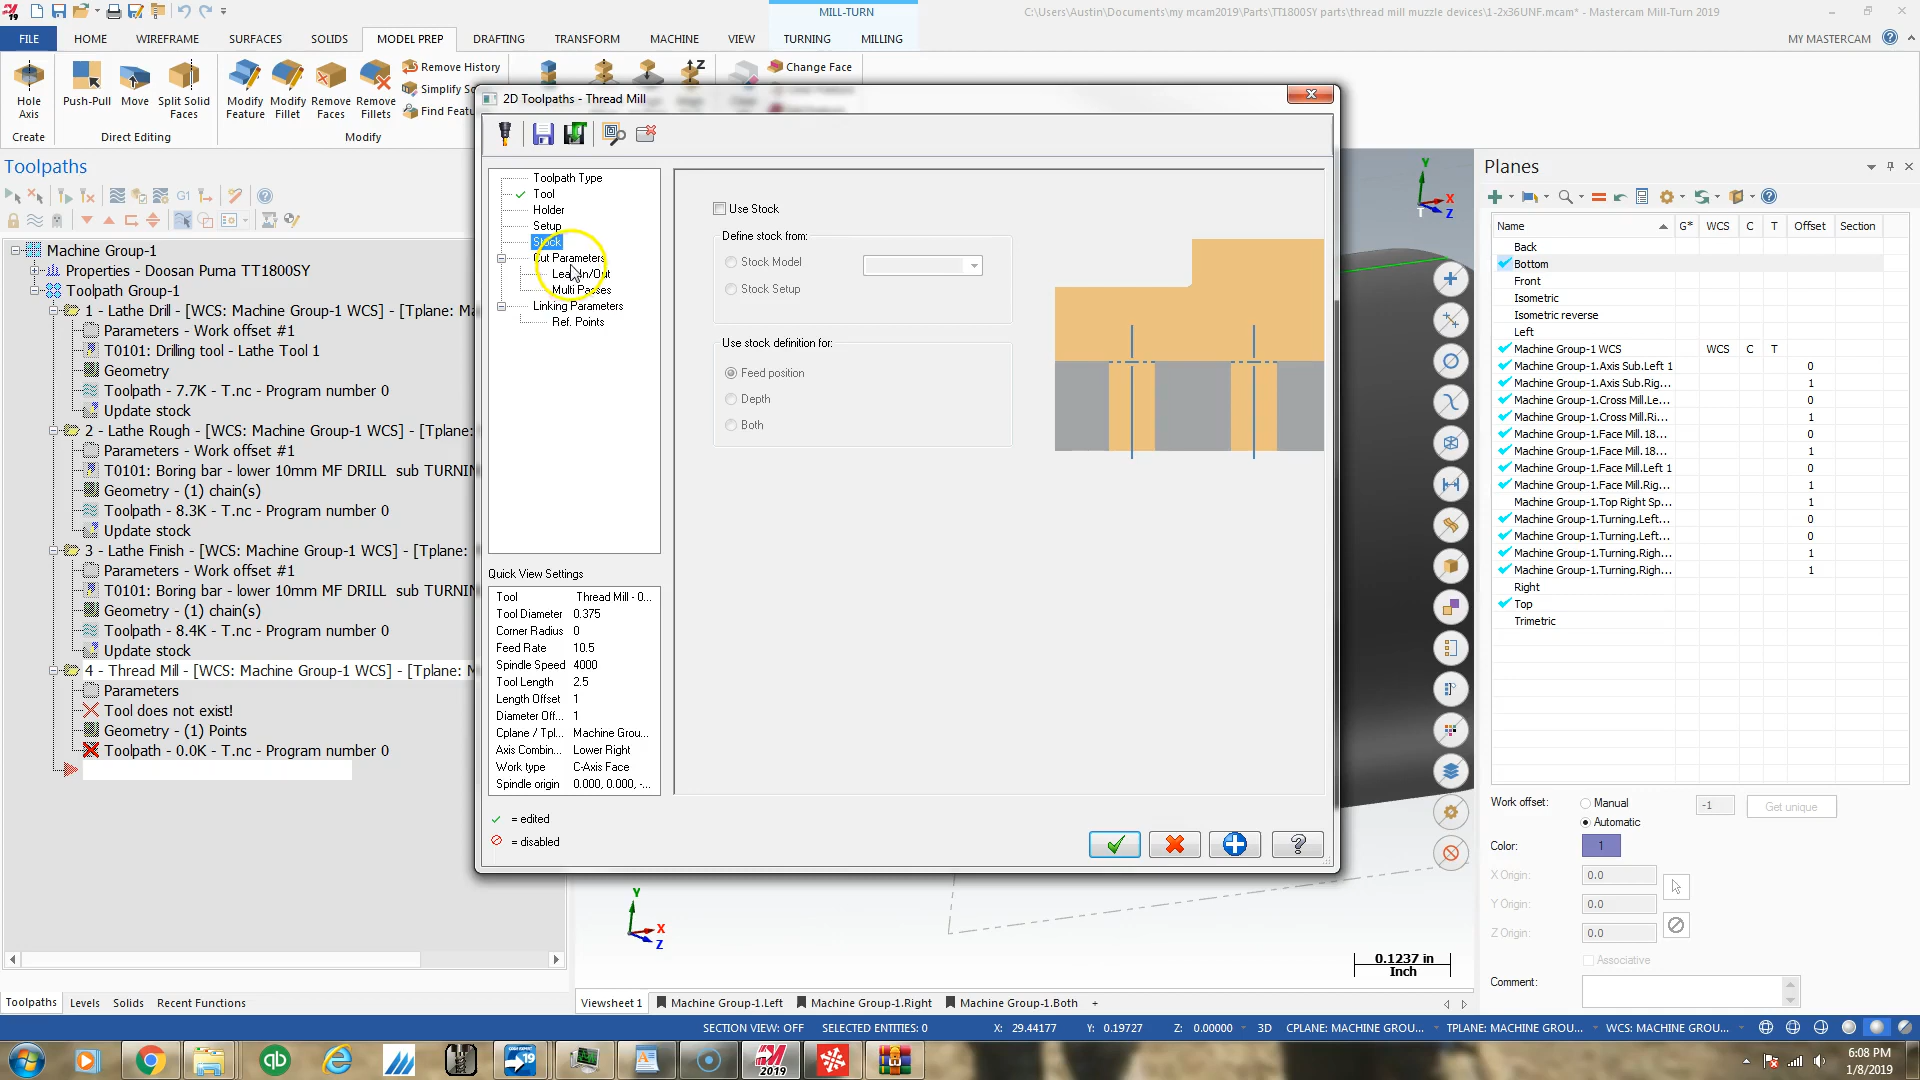 MILL-TURN
C:\Users\Austin\Documents\my mcam2019\Parts\TT1800SY parts\thread mill muzzle devices\1-2x36UNF.mcam* - Mastercam Mill-Turn 2019
FILE HOME WIREFRAME SURFACES SOLIDS MODEL PREP DRAFTING TRANSFORM MACHINE VIEW TURNING MILLING MY MASTERCAM
Hole Axis
Push-Pull
Move
Split Solid Faces
Modify Feature
Modify Fillet
Remove Faces
Remove Fillets
Remove History
Simplify So
Find Featu
Change Face
Create Direct Editing Modify
Toolpaths
Machine Group-1
Properties - Doosan Puma TT1800SY
Toolpath Group-1
1 - Lathe Drill - [WCS: Machine Group-1 WCS] - [Tplane: Ma
Parameters - Work offset #1
T0101: Drilling tool - Lathe Tool 1
Geometry
Toolpath - 7.7K - T.nc - Program number 0
Update stock
2 - Lathe Rough - [WCS: Machine Group-1 WCS] - [Tplane:
Parameters - Work offset #1
T0101: Boring bar - lower 10mm MF DRILL sub TURNIN
Geometry - (1) chain(s)
Toolpath - 8.3K - T.nc - Program number 0
Update stock
3 - Lathe Finish - [WCS: Machine Group-1 WCS] - [Tplane:
Parameters - Work offset #1
T0101: Boring bar - lower 10mm MF DRILL sub TURNIN
Geometry - (1) chain(s)
Toolpath - 8.4K - T.nc - Program number 0
Update stock
4 - Thread Mill - [WCS: Machine Group-1 WCS] - [Tplane: M
Parameters
Tool does not exist!
Geometry - (1) Points
Toolpath - 0.0K - T.nc - Program number 0
Toolpaths Levels Solids Recent Functions
2D Toolpaths - Thread Mill
Toolpath Type
Tool
Holder
Setup
Stock
Cut Parameters
Lead In/Out
Multi Passes
Linking Parameters
Ref. Points
Quick View Settings
Tool Thread Mill - 0...
Tool Diameter 0.375
Corner Radius 0
Feed Rate 10.5
Spindle Speed 4000
Tool Length 2.5
Length Offset 1
Diameter Off... 1
Cplane / Tpl... Machine Grou...
Axis Combin... Lower Right
Work type C-Axis Face
Spindle origin 0.000, 0.000, -...
= edited
= disabled
Use Stock
Define stock from:
Stock Model
Stock Setup
Use stock definition for:
Feed position
Depth
Both
Y
X
Z
T
Y
X
Z
0.1237 in
Inch
Viewsheet 1 Machine Group-1.Left Machine Group-1.Right Machine Group-1.Both +
Planes
Name G* WCS C T Offset Section
Back
Bottom
Front
Isometric
Isometric reverse
Left
Machine Group-1 WCS WCS C T
Machine Group-1.Axis Sub.Left 1 0
Machine Group-1.Axis Sub.Rig... 1
Machine Group-1.Cross Mill.Le... 0
Machine Group-1.Cross Mill.Ri... 1
Machine Group-1.Face Mill. 18... 0
Machine Group-1.Face Mill. 18... 1
Machine Group-1.Face Mill.Left 1 0
Machine Group-1.Face Mill.Rig... 1
Machine Group-1.Top Right Sp...
Machine Group-1.Turning.Left... 0
Machine Group-1.Turning.Left... 0
Machine Group-1.Turning.Righ... 1
Machine Group-1.Turning.Righ... 1
Right
Top
Trimetric
Work offset: Manual -1 Get unique
Automatic
Color: 1
X Origin: 0.0
Y Origin: 0.0
Z Origin: 0.0
Associative
Comment:
SECTION VIEW: OFF SELECTED ENTITIES: 0 X: 29.44177 Y: 0.19727 Z: 0.00000 3D CPLANE: MACHINE GROU... TPLANE: MACHINE GROU... WCS: MACHINE GROU...
6:08 PM
1/8/2019